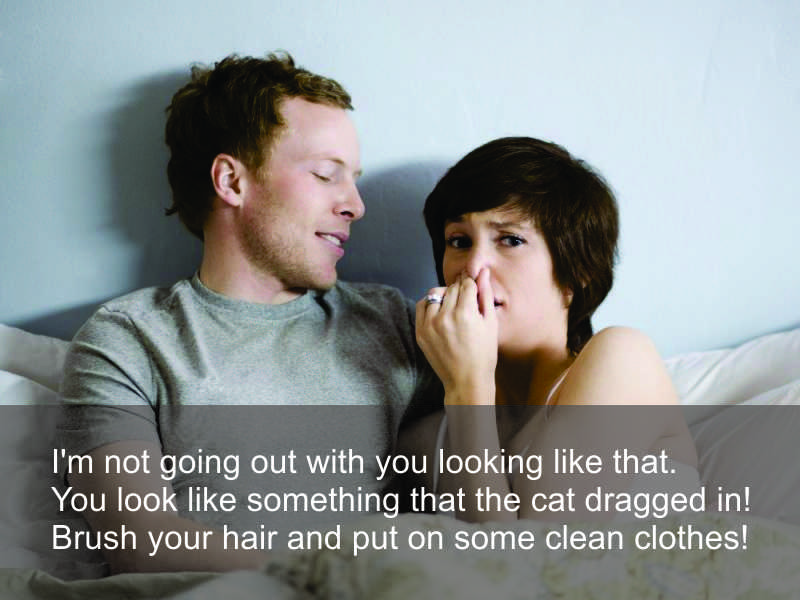 I'm not going out with you looking like that.
You look like something that the cat dragged in!
Brush your hair and put on some clean clothes!